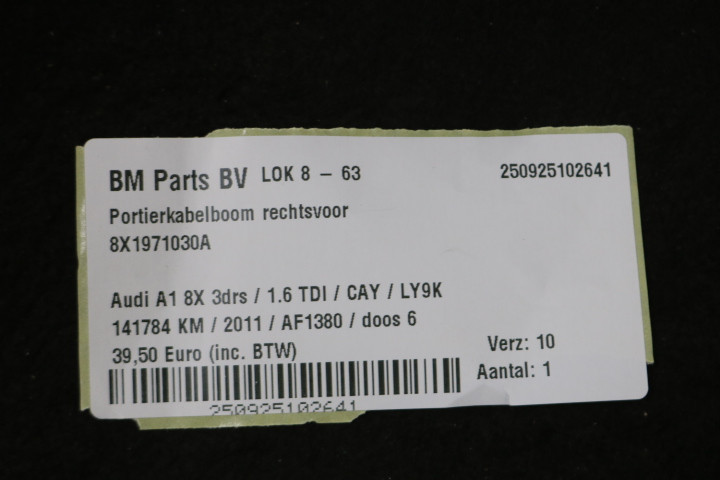 BM Parts BV LOK 8 - 63 250925102641
Portierkabelboom rechtsvoor
8X1971030A
Audi A1 8X 3drs / 1.6 TDI / CAY / LY9K
141784 KM / 2011 / AF1380 / doos 6
39,50 Euro (inc. BTW) Verz: 10
Aantal: 1
250925102641